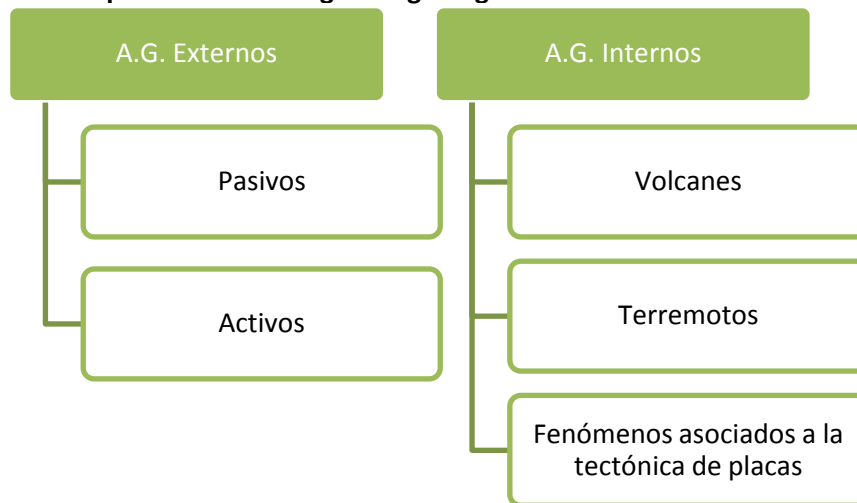 A.G. Externos
Pasivos
Activos
A.G. Internos
Volcanes
Terremotos
Fenómenos asociados a la
tectónica de placas